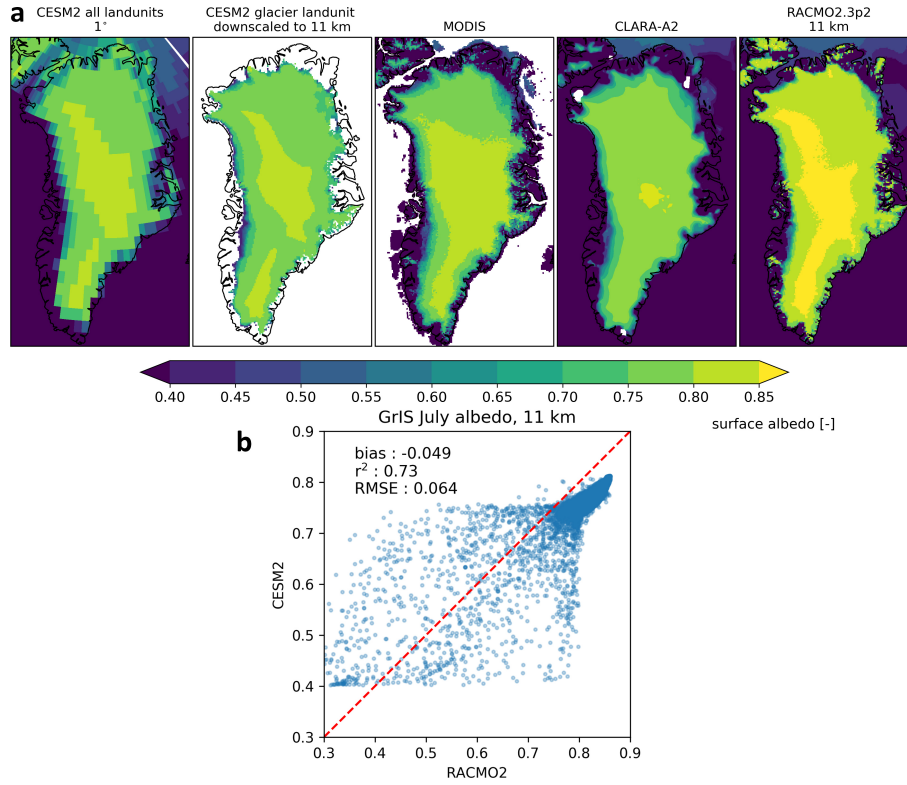 a
CESM2 all landunits
1°
CESM2 glacier landunit
downscaled to 11 km
MODIS
CLARA-A2
RACMO2.3p2
11 km
0.40 0.45 0.50 0.55 0.60 0.65 0.70 0.75 0.80 0.85
surface albedo [-]
b
GrIS July albedo, 11 km
bias : -0.049
r² : 0.73
RMSE : 0.064
0.9
0.8
0.7
0.6
0.5
0.4
0.3
CESM2
0.3 0.4 0.5 0.6 0.7 0.8 0.9
RACMO2